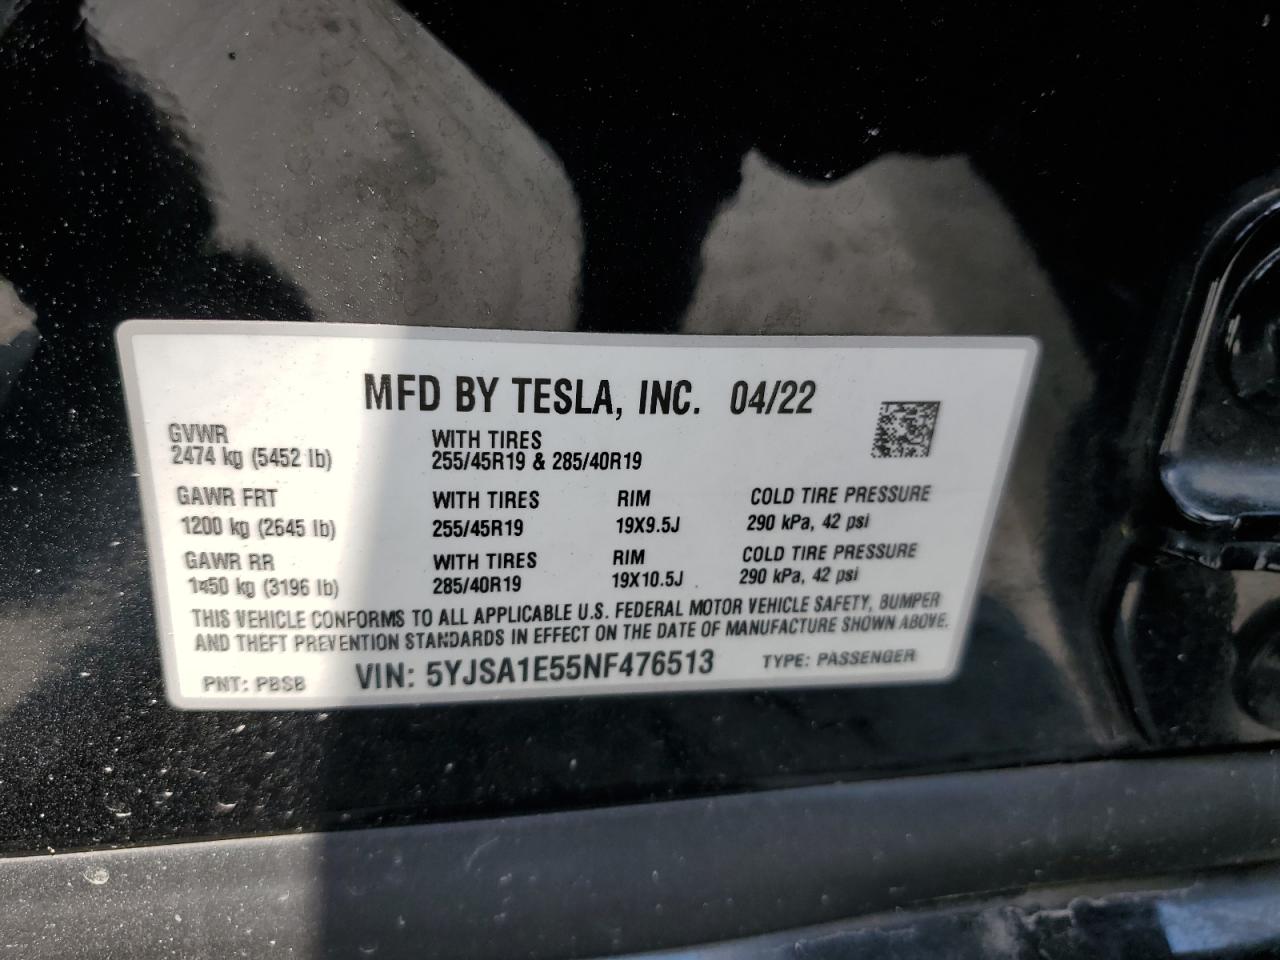 MFD BY TESLA, INC. 04/22
GVWR
2474 kg (5452 lb)
WITH TIRES
255/45R19 & 285/40R19
GAWR FRT
1200 kg (2645 lb)
WITH TIRES
255/45R19
RIM
19X9.5J
COLD TIRE PRESSURE
290 kPa, 42 psi
GAWR RR
1450 kg (3196 lb)
WITH TIRES
285/40R19
RIM
19X10.5J
COLD TIRE PRESSURE
290 kPa, 42 psi
THIS VEHICLE CONFORMS TO ALL APPLICABLE U.S. FEDERAL MOTOR VEHICLE SAFETY, BUMPER
AND THEFT PREVENTION STANDARDS IN EFFECT ON THE DATE OF MANUFACTURE SHOWN ABOVE.
PNT: PBSB VIN: 5YJSA1E55NF476513 TYPE: PASSENGER